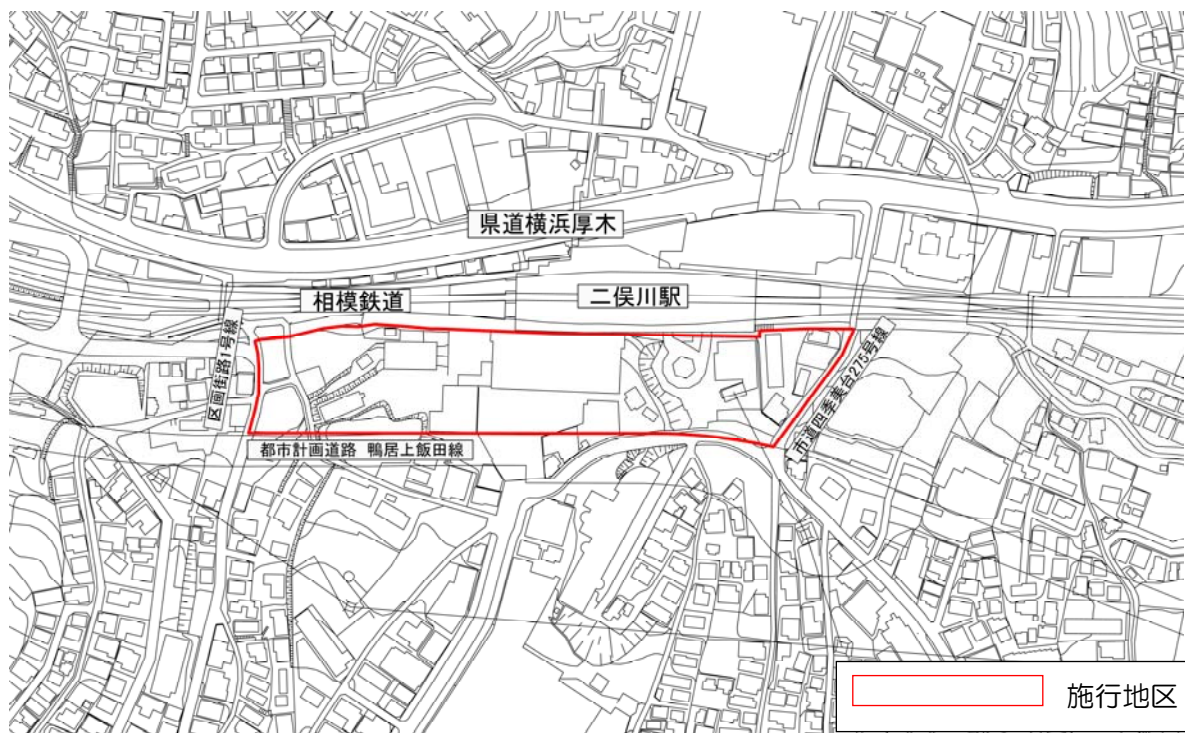 県道横浜厚木
相模鉄道
二俣川駅
区画街路1号線
市道四季美台275号線
都市計画道路 鴨居上飯田線
施行地区